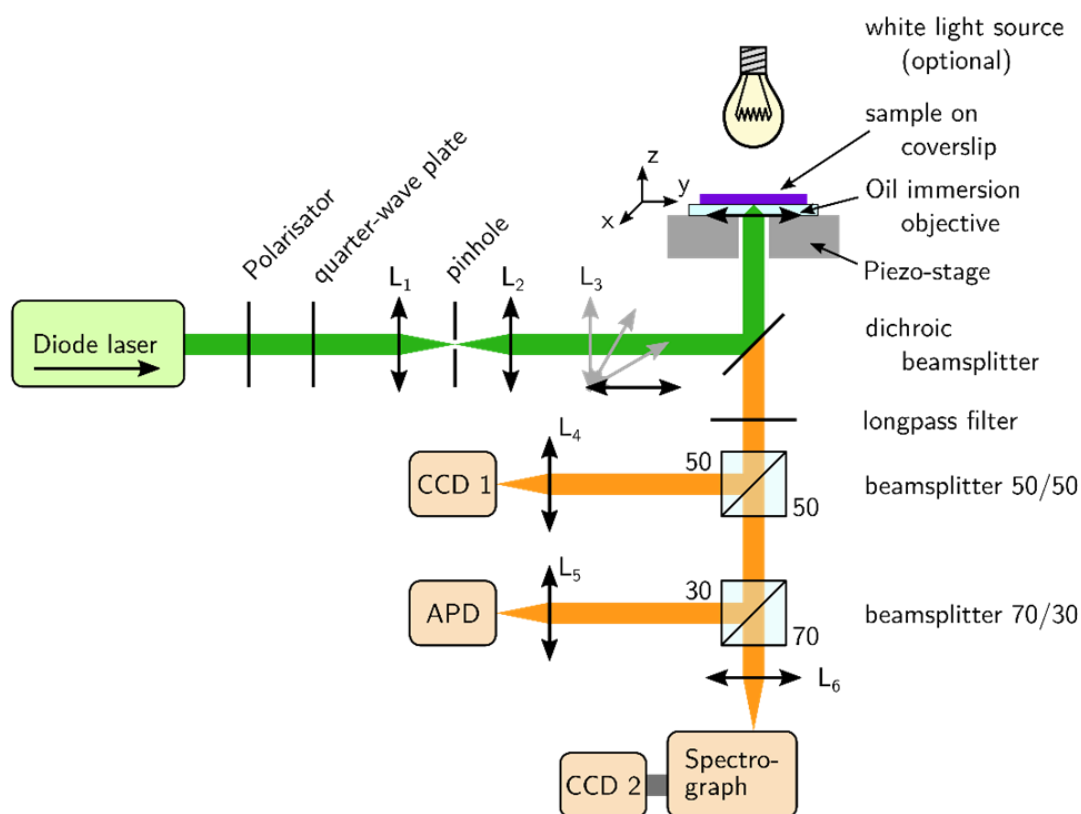 white light source
(optional)
sample on
coverslip
z
y
x
Oil immersion
objective
Piezo-stage
Polarisator
quarter-wave plate
pinhole
L1
L2
L3
Diode laser
dichroic
beamsplitter
longpass filter
L4
CCD 1
50
50
beamsplitter 50/50
L5
APD
30
70
beamsplitter 70/30
L6
Spectro-
graph
CCD 2